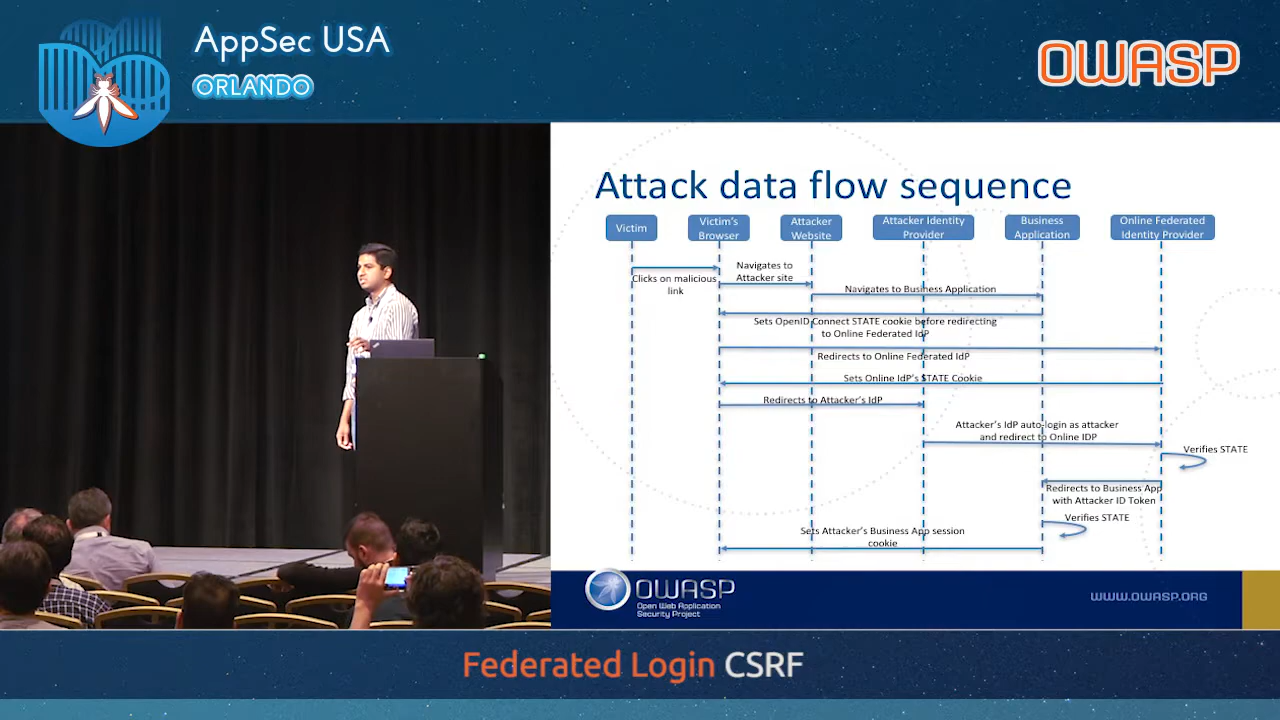 AppSec USA
ORLANDO
OWASP
Attack data flow sequence
Victim
Victim's
Browser
Attacker
Website
Attacker Identity
Provider
Business
Application
Online Federated
Identity Provider
Clicks on malicious
link
Navigates to
Attacker site
Navigates to Business Application
Sets OpenID Connect STATE cookie before redirecting
to Online Federated IdP
Redirects to Online Federated IdP
Sets Online IdP's STATE Cookie
Redirects to Attacker's IdP
Attacker's IdP auto-login as attacker
and redirect to Online IDP
Verifies STATE
Redirects to Business App
with Attacker ID Token
Verifies STATE
Sets Attacker's Business App session
cookie
OWASP
Open Web Application
Security Project
WWW.OWASP.ORG
Federated Login CSRF